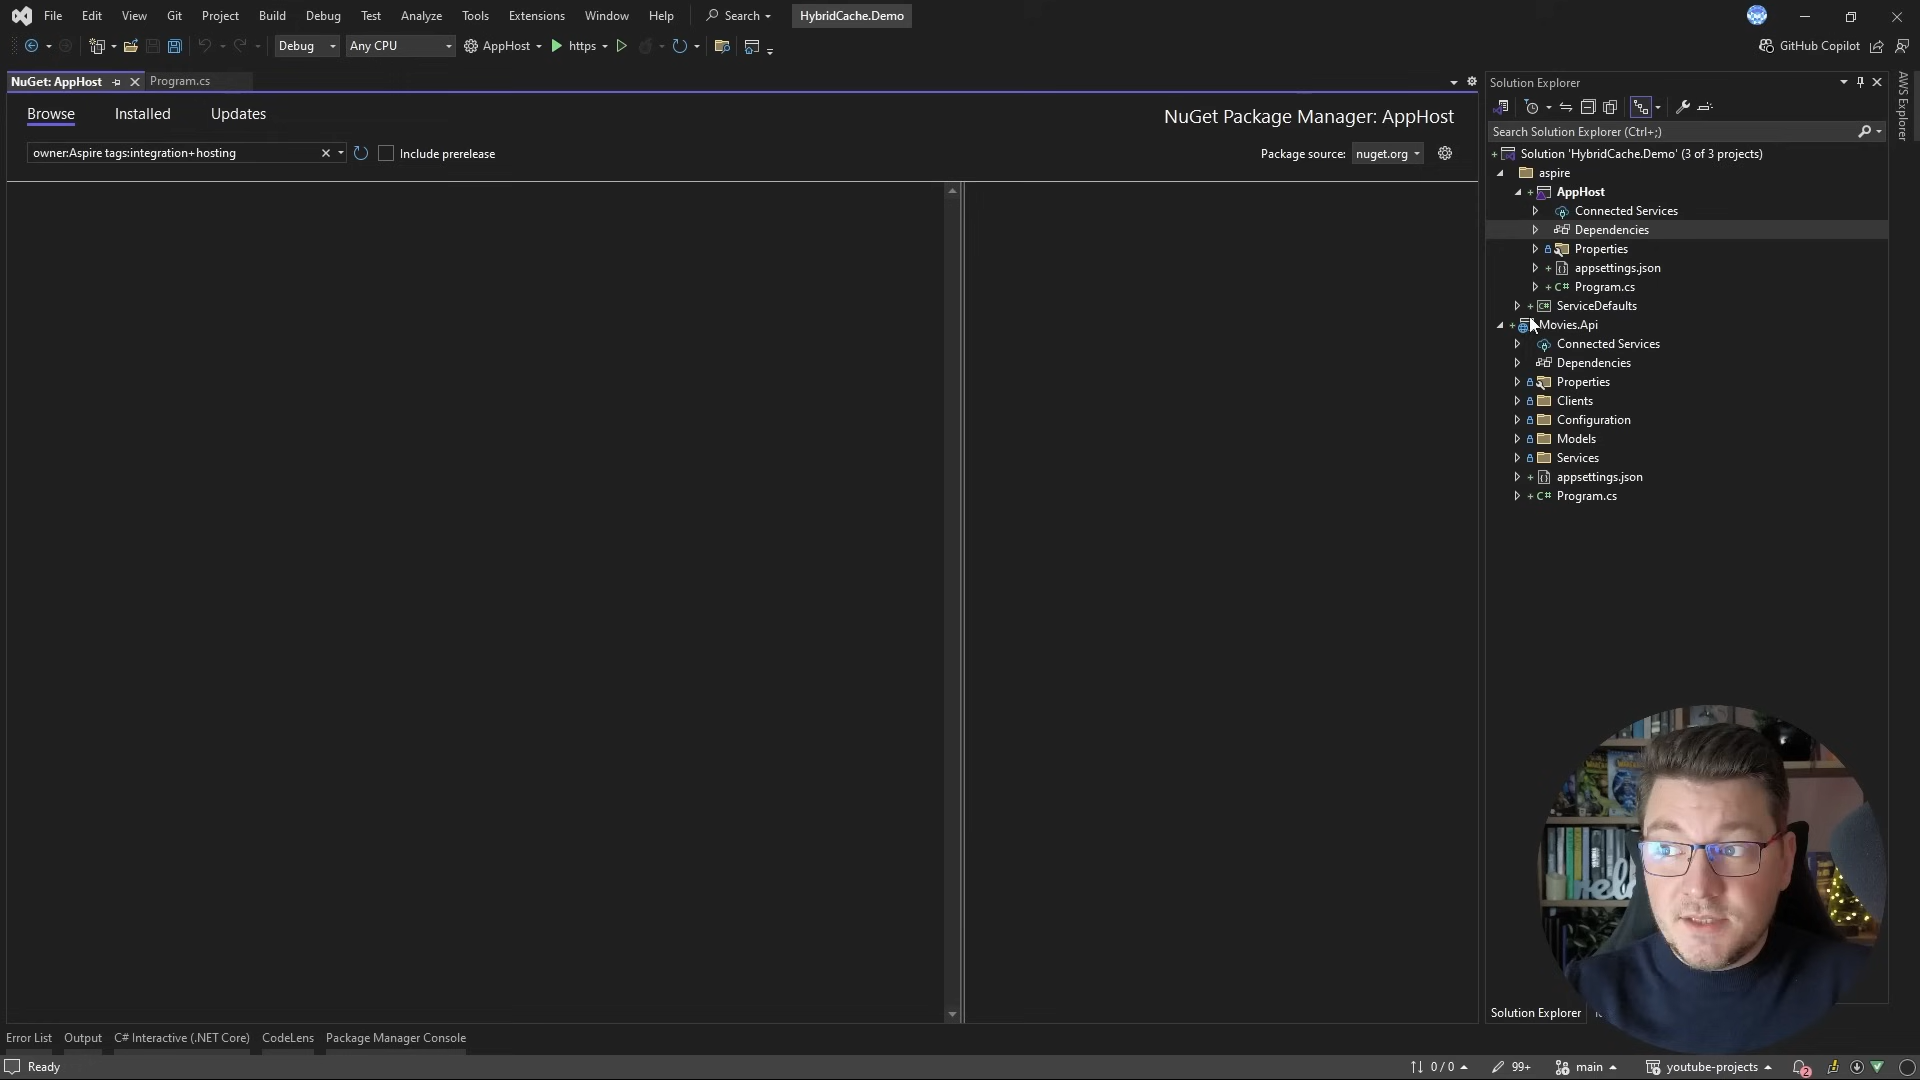 File Edit View Git Project Build Debug Test Analyze Tools Extensions Window Help Search HybridCache.Demo
Debug Any CPU AppHost https GitHub Copilot
NuGet: AppHost Program.cs
Browse Installed Updates
NuGet Package Manager: AppHost
owner:Aspire tags:integration+hosting
Include prerelease
Package source: nuget.org
Solution Explorer
Search Solution Explorer (Ctrl+;)
Solution 'HybridCache.Demo' (3 of 3 projects)
aspire
AppHost
Connected Services
Dependencies
Properties
appsettings.json
C# Program.cs
C# ServiceDefaults
Movies.Api
Connected Services
Dependencies
Properties
Clients
Configuration
Models
Services
appsettings.json
C# Program.cs
AWS Explorer
Solution Explorer
Error List Output C# Interactive (.NET Core) CodeLens Package Manager Console
Ready 0 / 0 99+ main youtube-projects 2